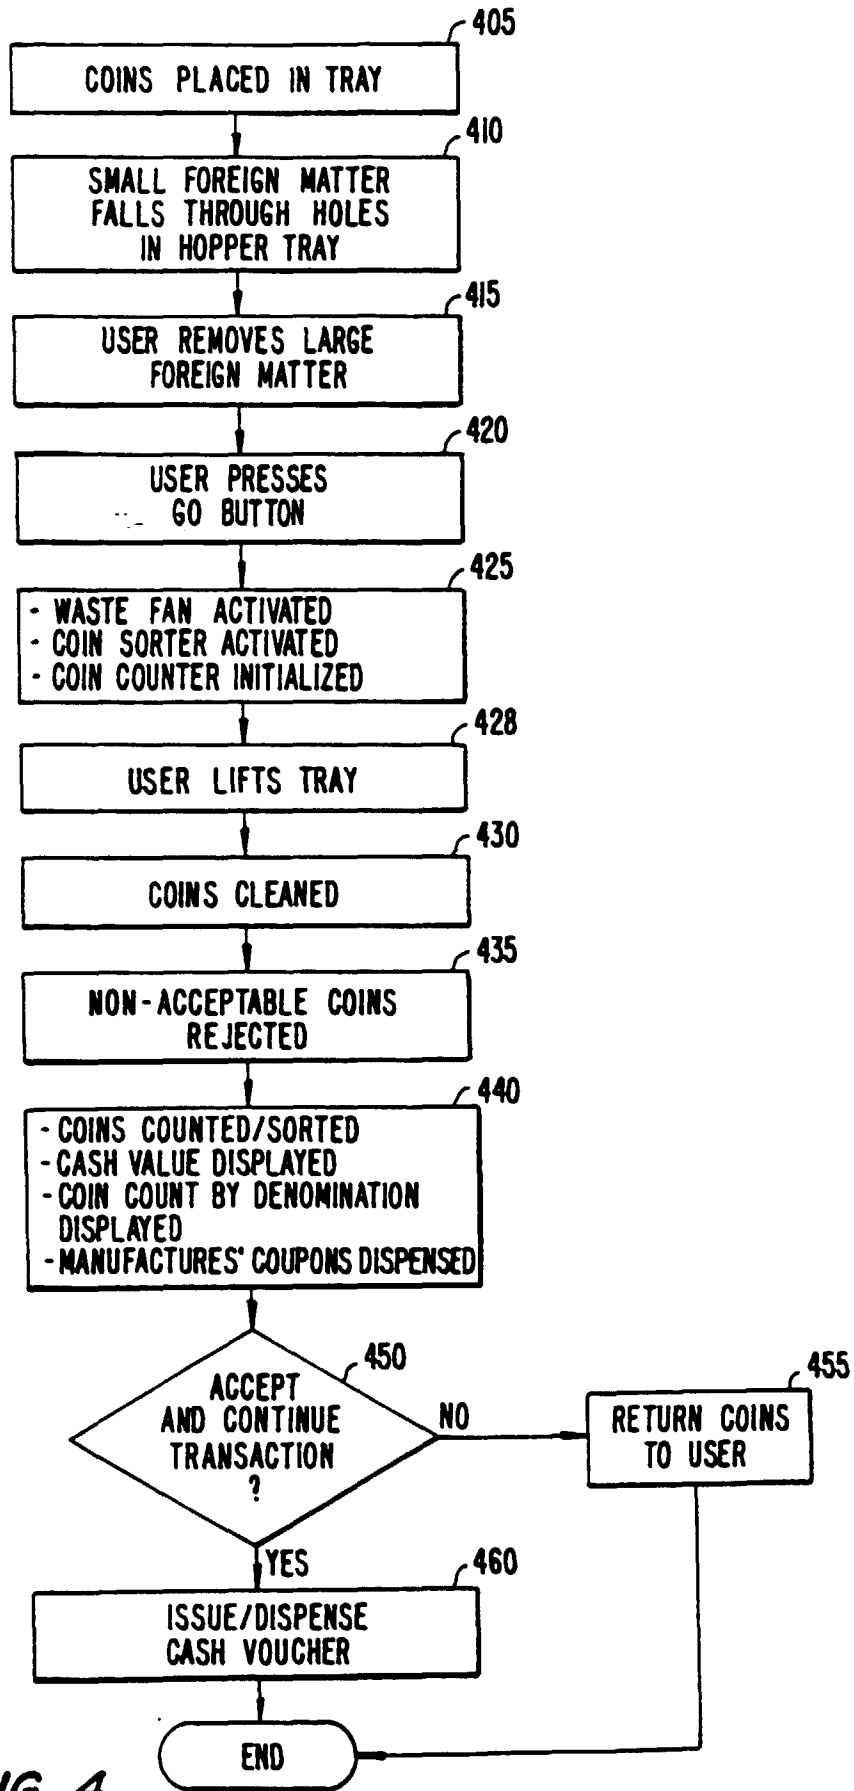 405
COINS PLACED IN TRAY
410
SMALL FOREIGN MATTER
FALLS THROUGH HOLES
IN HOPPER TRAY
415
USER REMOVES LARGE
FOREIGN MATTER
420
USER PRESSES
GO BUTTON
425
- WASTE FAN ACTIVATED
- COIN SORTER ACTIVATED
- COIN COUNTER INITIALIZED
428
USER LIFTS TRAY
430
COINS CLEANED
435
NON-ACCEPTABLE COINS
REJECTED
440
- COINS COUNTED/SORTED
- CASH VALUE DISPLAYED
- COIN COUNT BY DENOMINATION
DISPLAYED
- MANUFACTURES' COUPONS DISPENSED
450
ACCEPT
AND CONTINUE
TRANSACTION
?
NO
455
RETURN COINS
TO USER
YES
460
ISSUE/DISPENSE
CASH VOUCHER
END